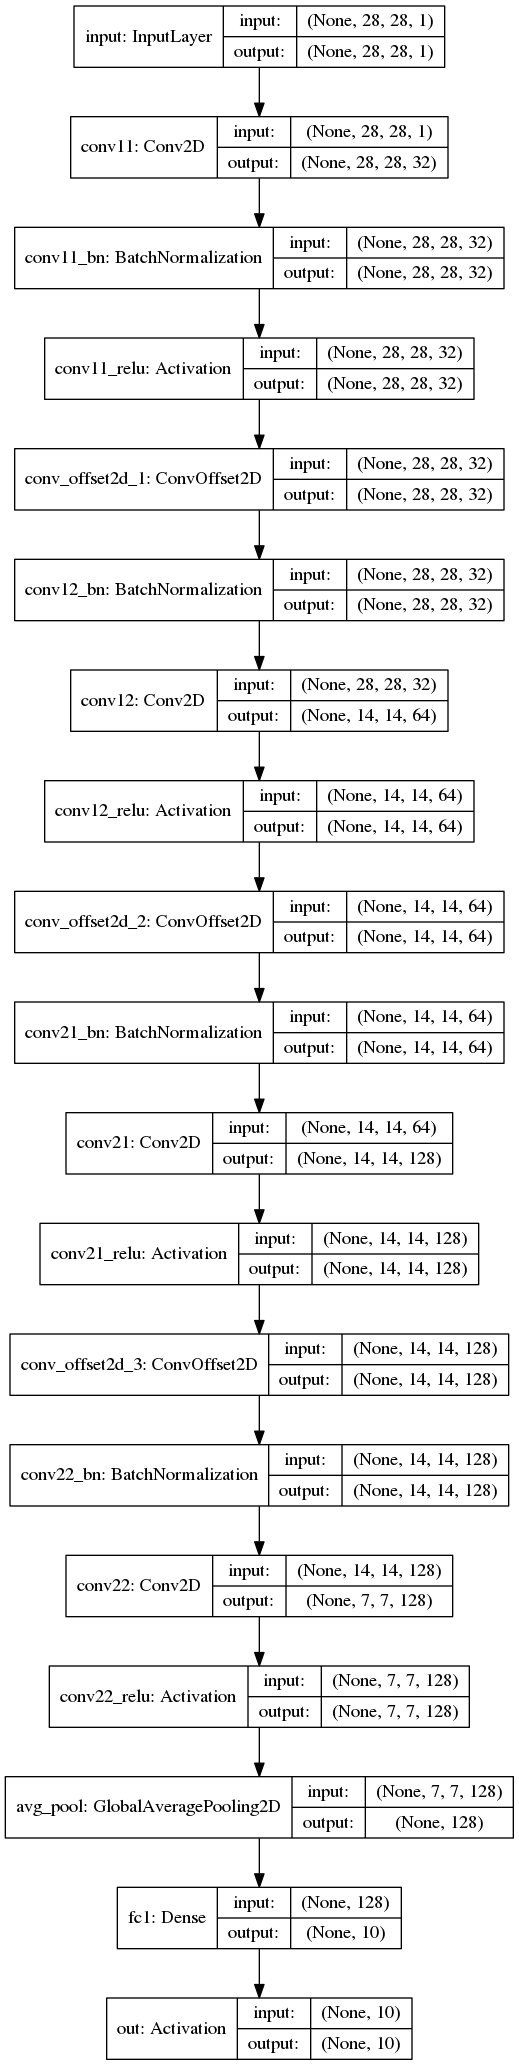 input: InputLayer
input: (None, 28, 28, 1)
output: (None, 28, 28, 1)
conv11: Conv2D
input: (None, 28, 28, 1)
output: (None, 28, 28, 32)
conv11_bn: BatchNormalization
input: (None, 28, 28, 32)
output: (None, 28, 28, 32)
conv11_relu: Activation
input: (None, 28, 28, 32)
output: (None, 28, 28, 32)
conv_offset2d_1: ConvOffset2D
input: (None, 28, 28, 32)
output: (None, 28, 28, 32)
conv12_bn: BatchNormalization
input: (None, 28, 28, 32)
output: (None, 28, 28, 32)
conv12: Conv2D
input: (None, 28, 28, 32)
output: (None, 14, 14, 64)
conv12_relu: Activation
input: (None, 14, 14, 64)
output: (None, 14, 14, 64)
conv_offset2d_2: ConvOffset2D
input: (None, 14, 14, 64)
output: (None, 14, 14, 64)
conv21_bn: BatchNormalization
input: (None, 14, 14, 64)
output: (None, 14, 14, 64)
conv21: Conv2D
input: (None, 14, 14, 64)
output: (None, 14, 14, 128)
conv21_relu: Activation
input: (None, 14, 14, 128)
output: (None, 14, 14, 128)
conv_offset2d_3: ConvOffset2D
input: (None, 14, 14, 128)
output: (None, 14, 14, 128)
conv22_bn: BatchNormalization
input: (None, 14, 14, 128)
output: (None, 14, 14, 128)
conv22: Conv2D
input: (None, 14, 14, 128)
output: (None, 7, 7, 128)
conv22_relu: Activation
input: (None, 7, 7, 128)
output: (None, 7, 7, 128)
avg_pool: GlobalAveragePooling2D
input: (None, 7, 7, 128)
output: (None, 128)
fc1: Dense
input: (None, 128)
output: (None, 10)
out: Activation
input: (None, 10)
output: (None, 10)